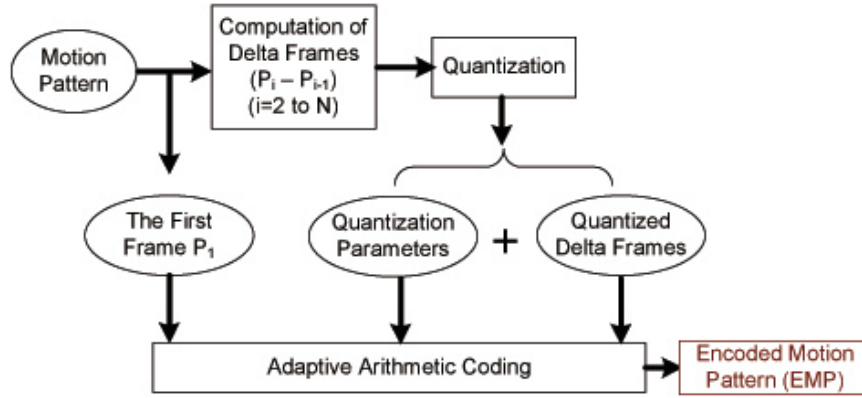 Motion
Pattern
Computation of
Delta Frames
(Pᵢ – Pᵢ₋₁)
(i=2 to N)
Quantization
The First
Frame P₁
Quantization
Parameters
+
Quantized
Delta Frames
Adaptive Arithmetic Coding
Encoded Motion
Pattern (EMP)